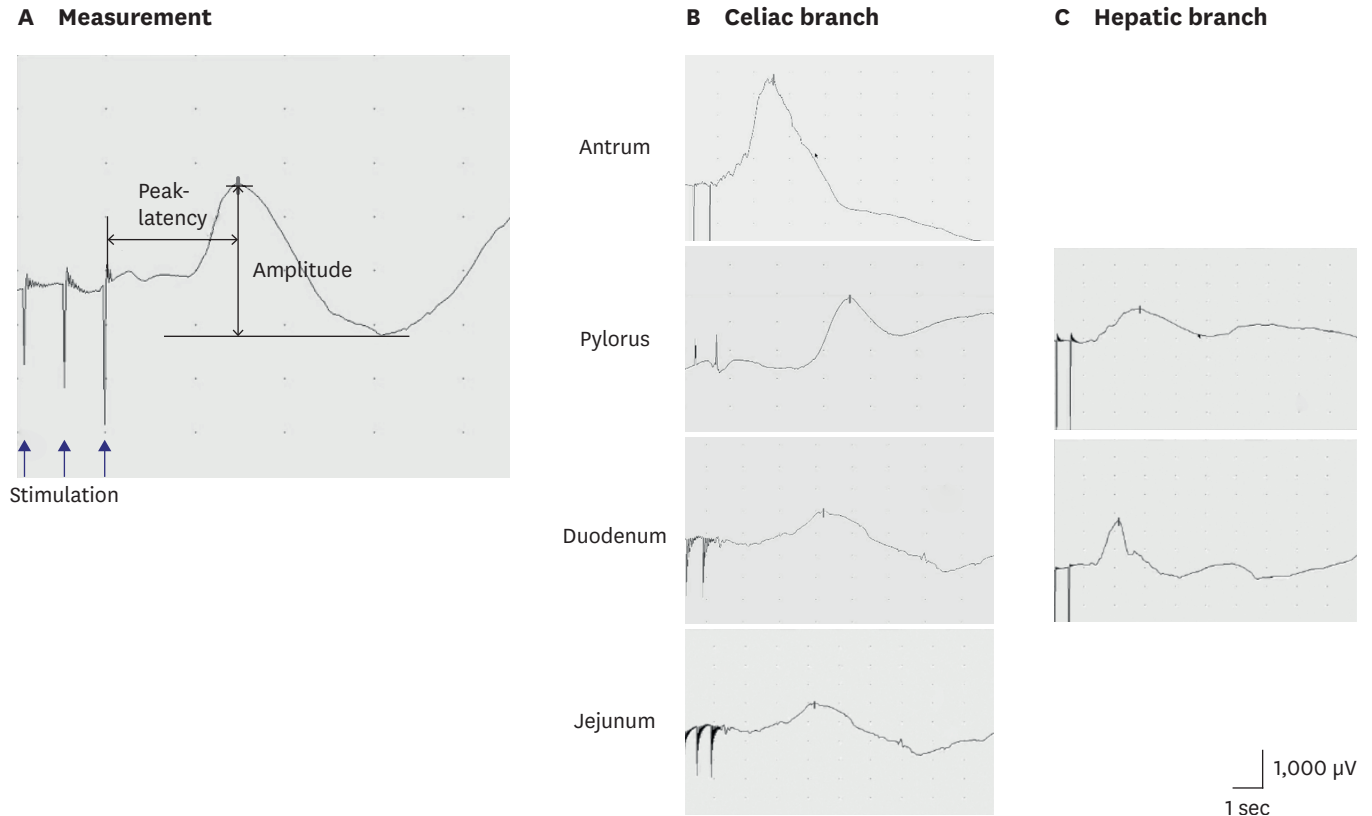 A Measurement
B Celiac branch
C Hepatic branch
Peak-
latency
Amplitude
Stimulation
Antrum
Pylorus
Duodenum
Jejunum
1,000 µV
1 sec